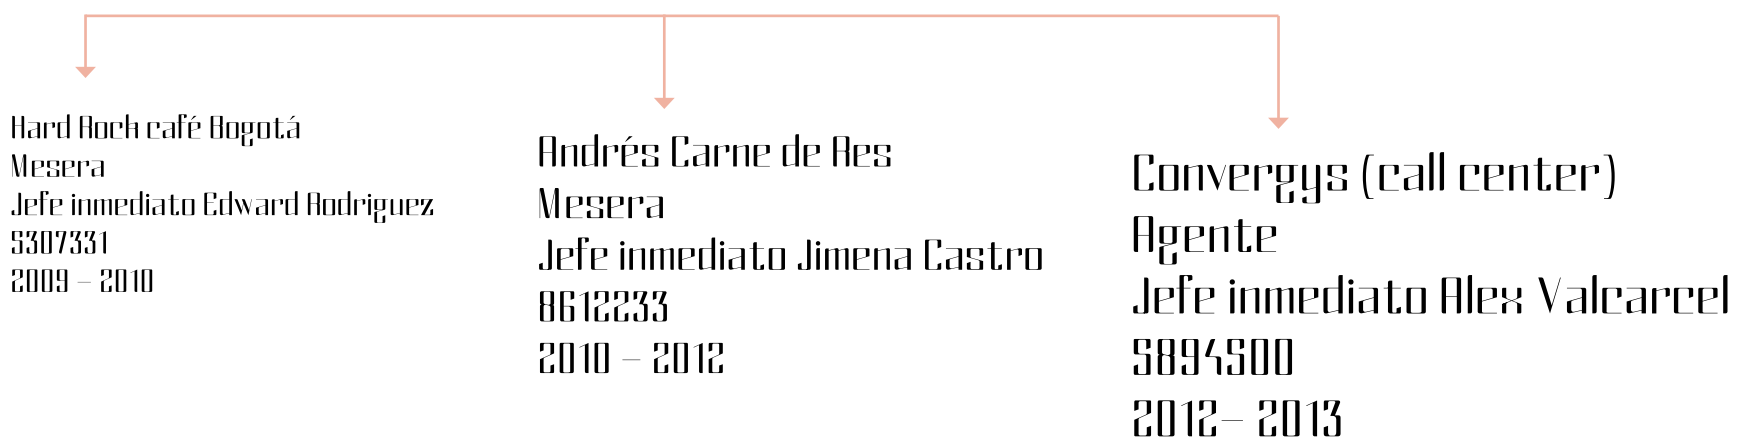 Hard Rock café Bogotá
Mesera
Jefe inmediato Edward Rodriguez
5307331
2009 – 2010
Andrés Carne de Res
Mesera
Jefe inmediato Jimena Castro
8612233
2010 – 2012
Convergys (call center)
Agente
Jefe inmediato Alex Valcarcel
5894500
2012– 2013